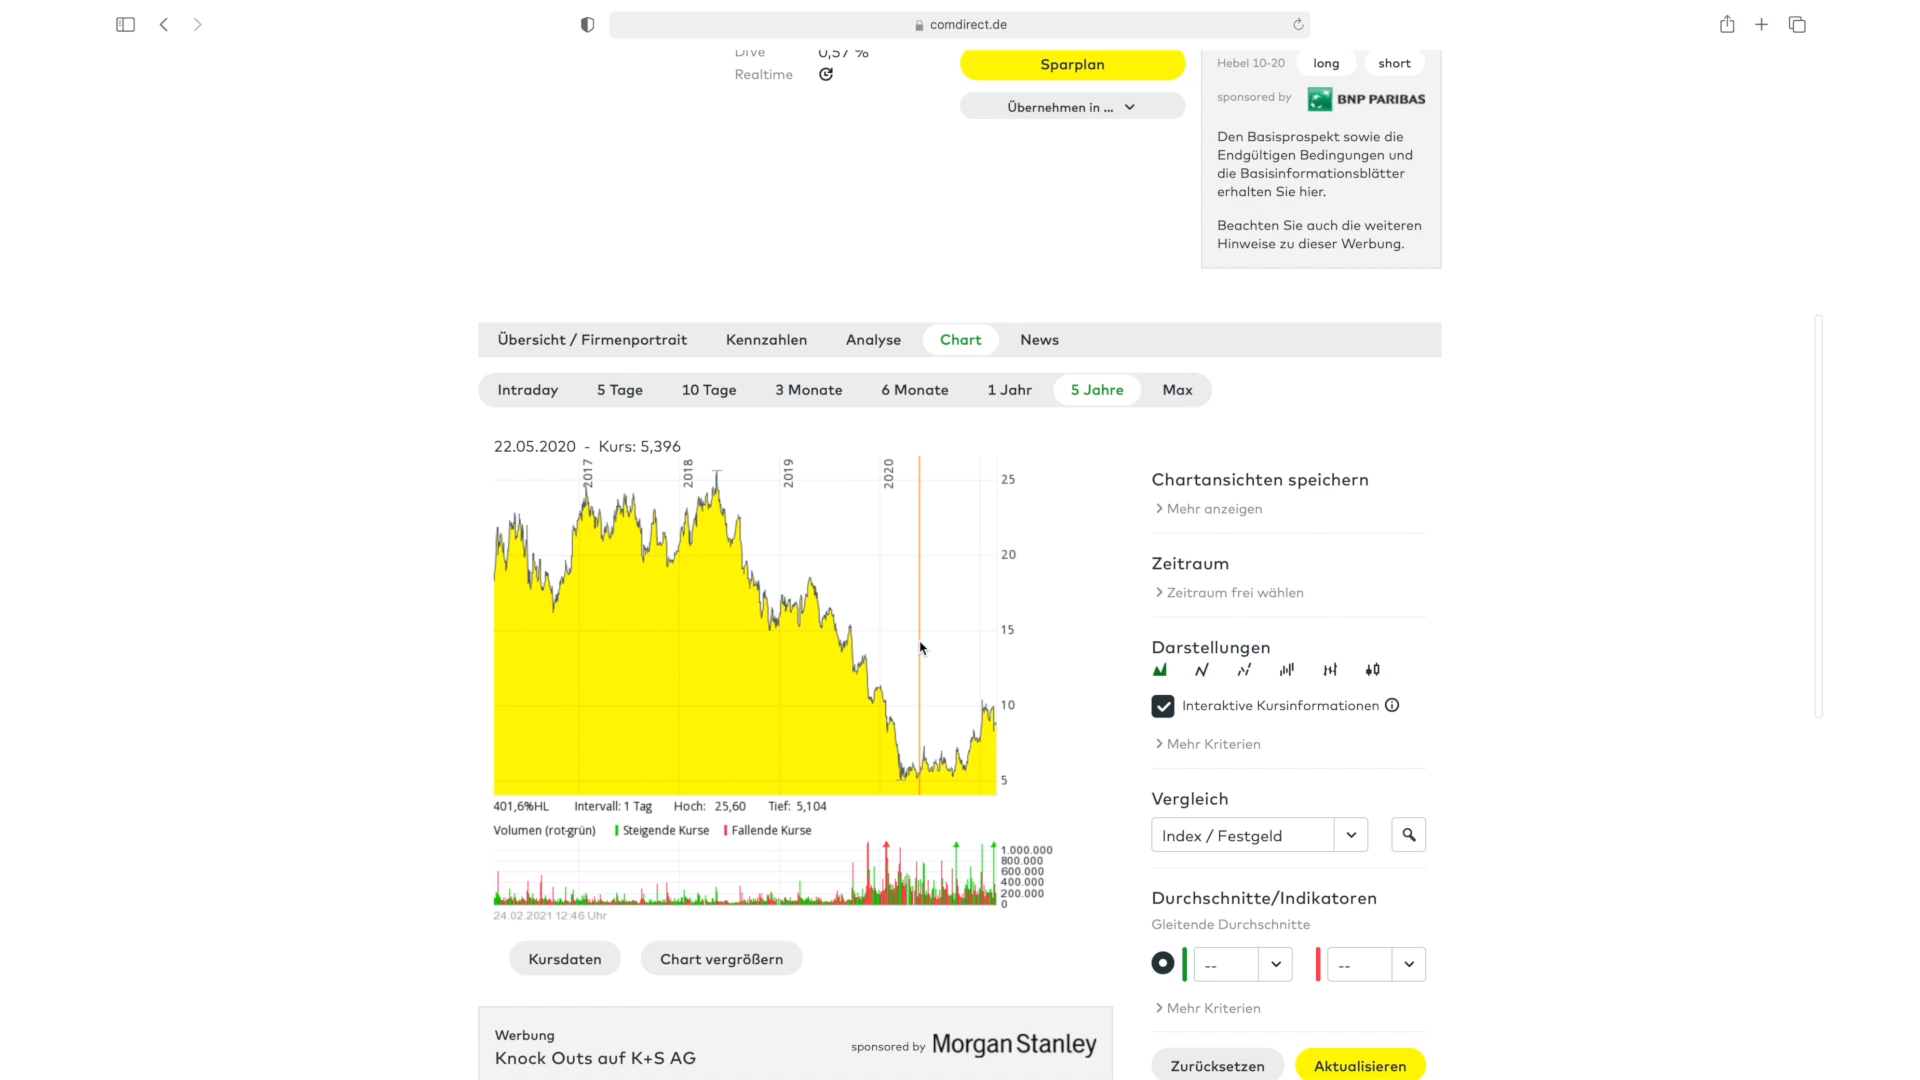 comdirect.de
Dive 0,57 %
Sparplan
Hebel 10-20 long short
Realtime
sponsored by BNP PARIBAS
Übernehmen in ...
Den Basisprospekt sowie die
Endgültigen Bedingungen und
die Basisinformationsblätter
erhalten Sie hier.
Beachten Sie auch die weiteren
Hinweise zu dieser Werbung.
Übersicht / Firmenportrait Kennzahlen Analyse Chart News
Intraday 5 Tage 10 Tage 3 Monate 6 Monate 1 Jahr 5 Jahre Max
22.05.2020 - Kurs: 5,396
2017 2018 2019 2020
25
20
15
10
5
401,6%HL Intervall: 1 Tag Hoch: 25,60 Tief: 5,104
Volumen (rot-grün) Steigende Kurse Fallende Kurse
1.000.000
800.000
600.000
400.000
200.000
0
24.02.2021 12:46 Uhr
Kursdaten Chart vergrößern
Werbung
Knock Outs auf K+S AG
sponsored by Morgan Stanley
Chartansichten speichern
Mehr anzeigen
Zeitraum
Zeitraum frei wählen
Darstellungen
Interaktive Kursinformationen
Mehr Kriterien
Vergleich
Index / Festgeld
Durchschnitte/Indikatoren
Gleitende Durchschnitte
-- --
Mehr Kriterien
Zurücksetzen Aktualisieren